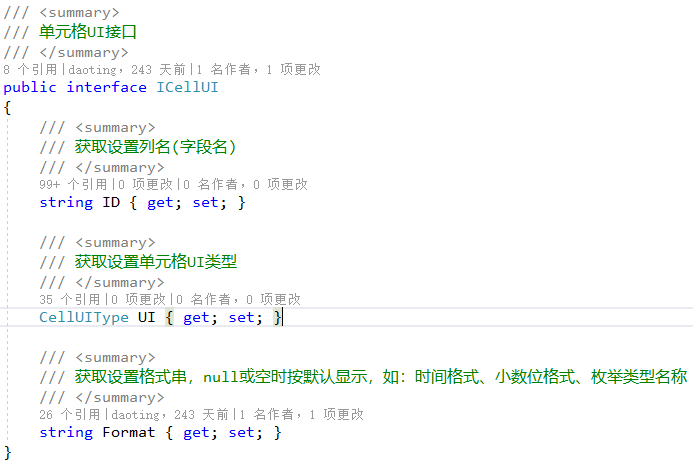 /// <summary>
/// 单元格UI接口
/// </summary>
8 个引用|daoting，243 天前|1 名作者，1 项更改
public interface ICellUI
{
/// <summary>
/// 获取设置列名(字段名)
/// </summary>
99+ 个引用|0 项更改|0 名作者，0 项更改
string ID { get; set; }
/// <summary>
/// 获取设置单元格UI类型
/// </summary>
35 个引用|0 项更改|0 名作者，0 项更改
CellUIType UI { get; set; }
/// <summary>
/// 获取设置格式串，null或空时按默认显示，如：时间格式、小数位格式、枚举类型名称
/// </summary>
26 个引用|daoting，243 天前|1 名作者，1 项更改
string Format { get; set; }
}